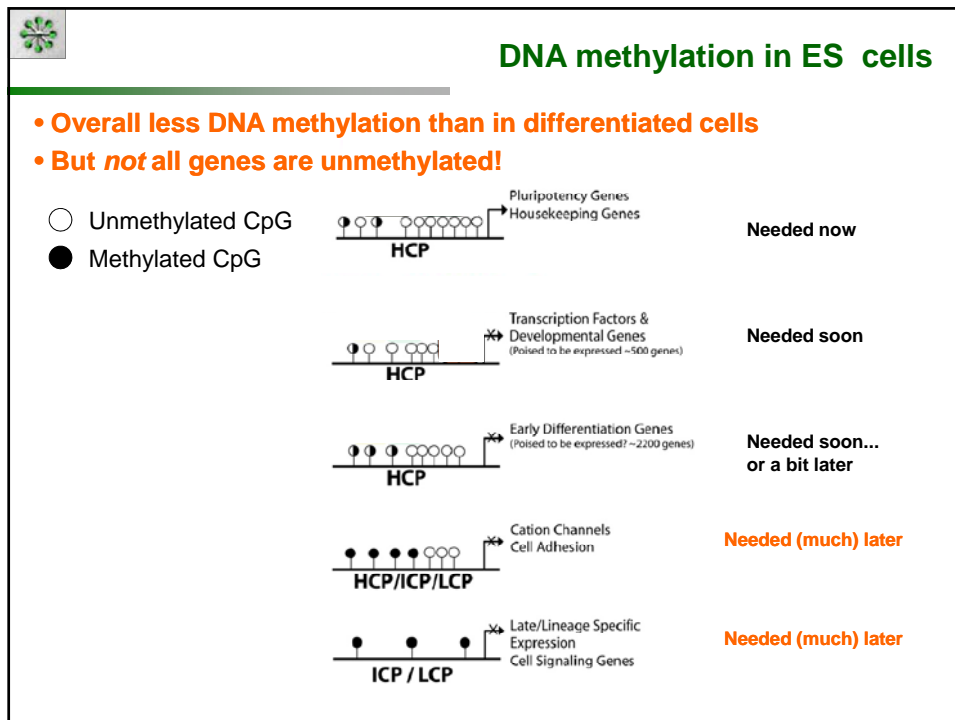 DNA methylation in ES cells
• Overall less DNA methylation than in differentiated cells
• But not all genes are unmethylated!
Unmethylated CpG
Methylated CpG
Pluripotency Genes
Housekeeping Genes
HCP
Needed now
Transcription Factors &
Developmental Genes
(Poised to be expressed ~500 genes)
HCP
Needed soon
Early Differentiation Genes
(Poised to be expressed? ~2200 genes)
HCP
Needed soon...
or a bit later
Cation Channels
Cell Adhesion
HCP/ICP/LCP
Needed (much) later
Late/Lineage Specific
Expression
Cell Signaling Genes
ICP / LCP
Needed (much) later